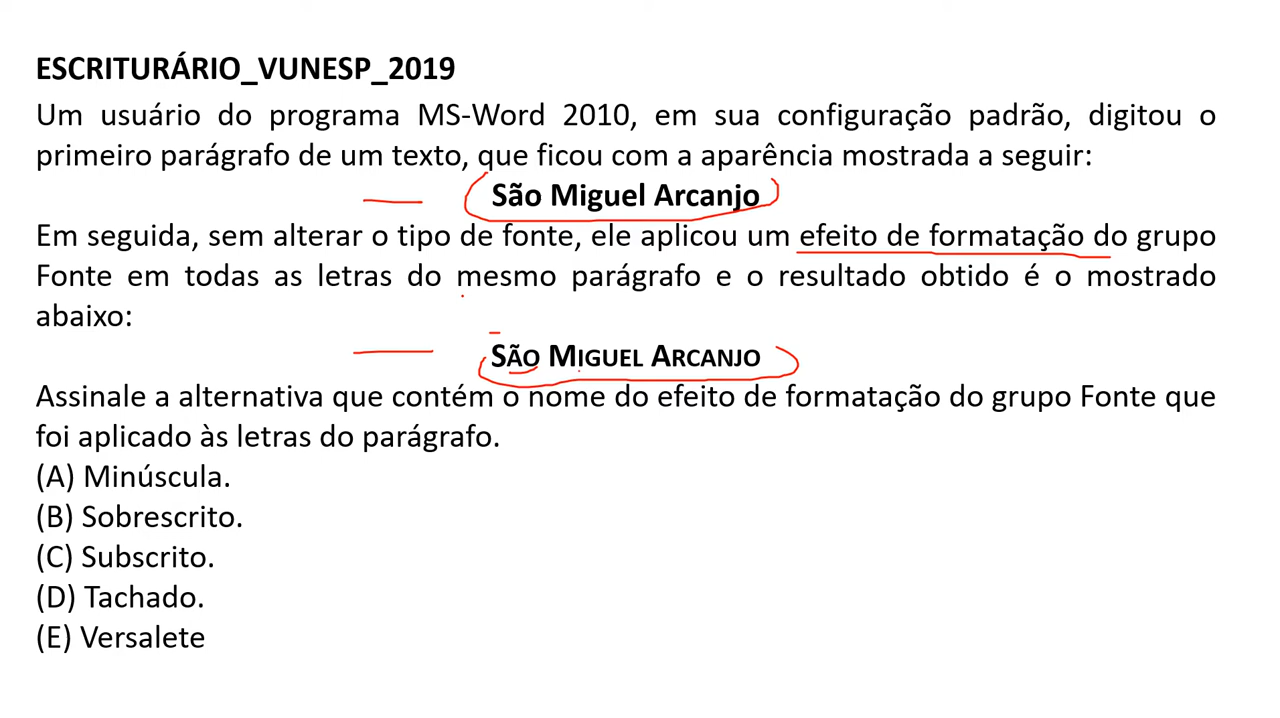 ESCRITURÁRIO_VUNESP_2019
Um usuário do programa MS-Word 2010, em sua configuração padrão, digitou o
primeiro parágrafo de um texto, que ficou com a aparência mostrada a seguir:
São Miguel Arcanjo
Em seguida, sem alterar o tipo de fonte, ele aplicou um efeito de formatação do grupo
Fonte em todas as letras do mesmo parágrafo e o resultado obtido é o mostrado
abaixo:
SÃO MIGUEL ARCANJO
Assinale a alternativa que contém o nome do efeito de formatação do grupo Fonte que
foi aplicado às letras do parágrafo.
(A) Minúscula.
(B) Sobrescrito.
(C) Subscrito.
(D) Tachado.
(E) Versalete